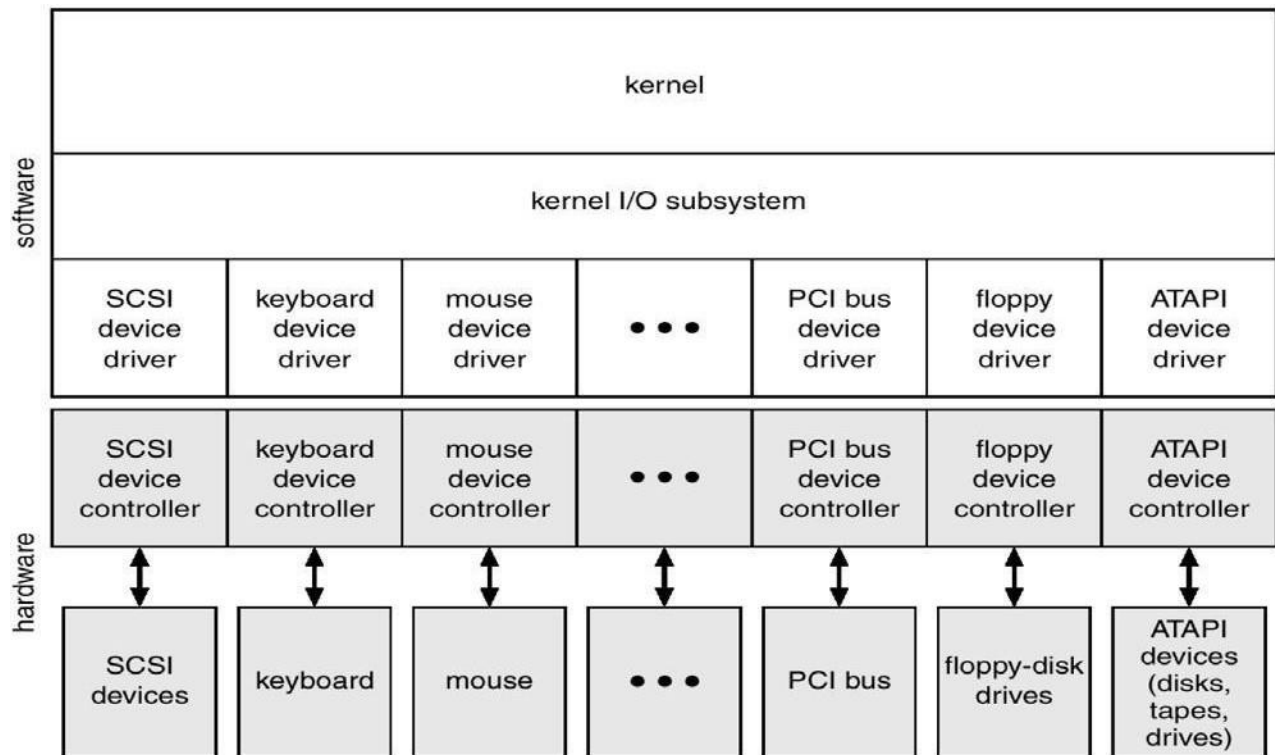 kernel
kernel I/O subsystem
software
SCSI
device
driver
keyboard
device
driver
mouse
device
driver
• • •
PCI bus
device
driver
floppy
device
driver
ATAPI
device
driver
hardware
SCSI
device
controller
keyboard
device
controller
mouse
device
controller
• • •
PCI bus
device
controller
floppy
device
controller
ATAPI
device
controller
SCSI
devices
keyboard
mouse
• • •
PCI bus
floppy-disk
drives
ATAPI
devices
(disks,
tapes,
drives)